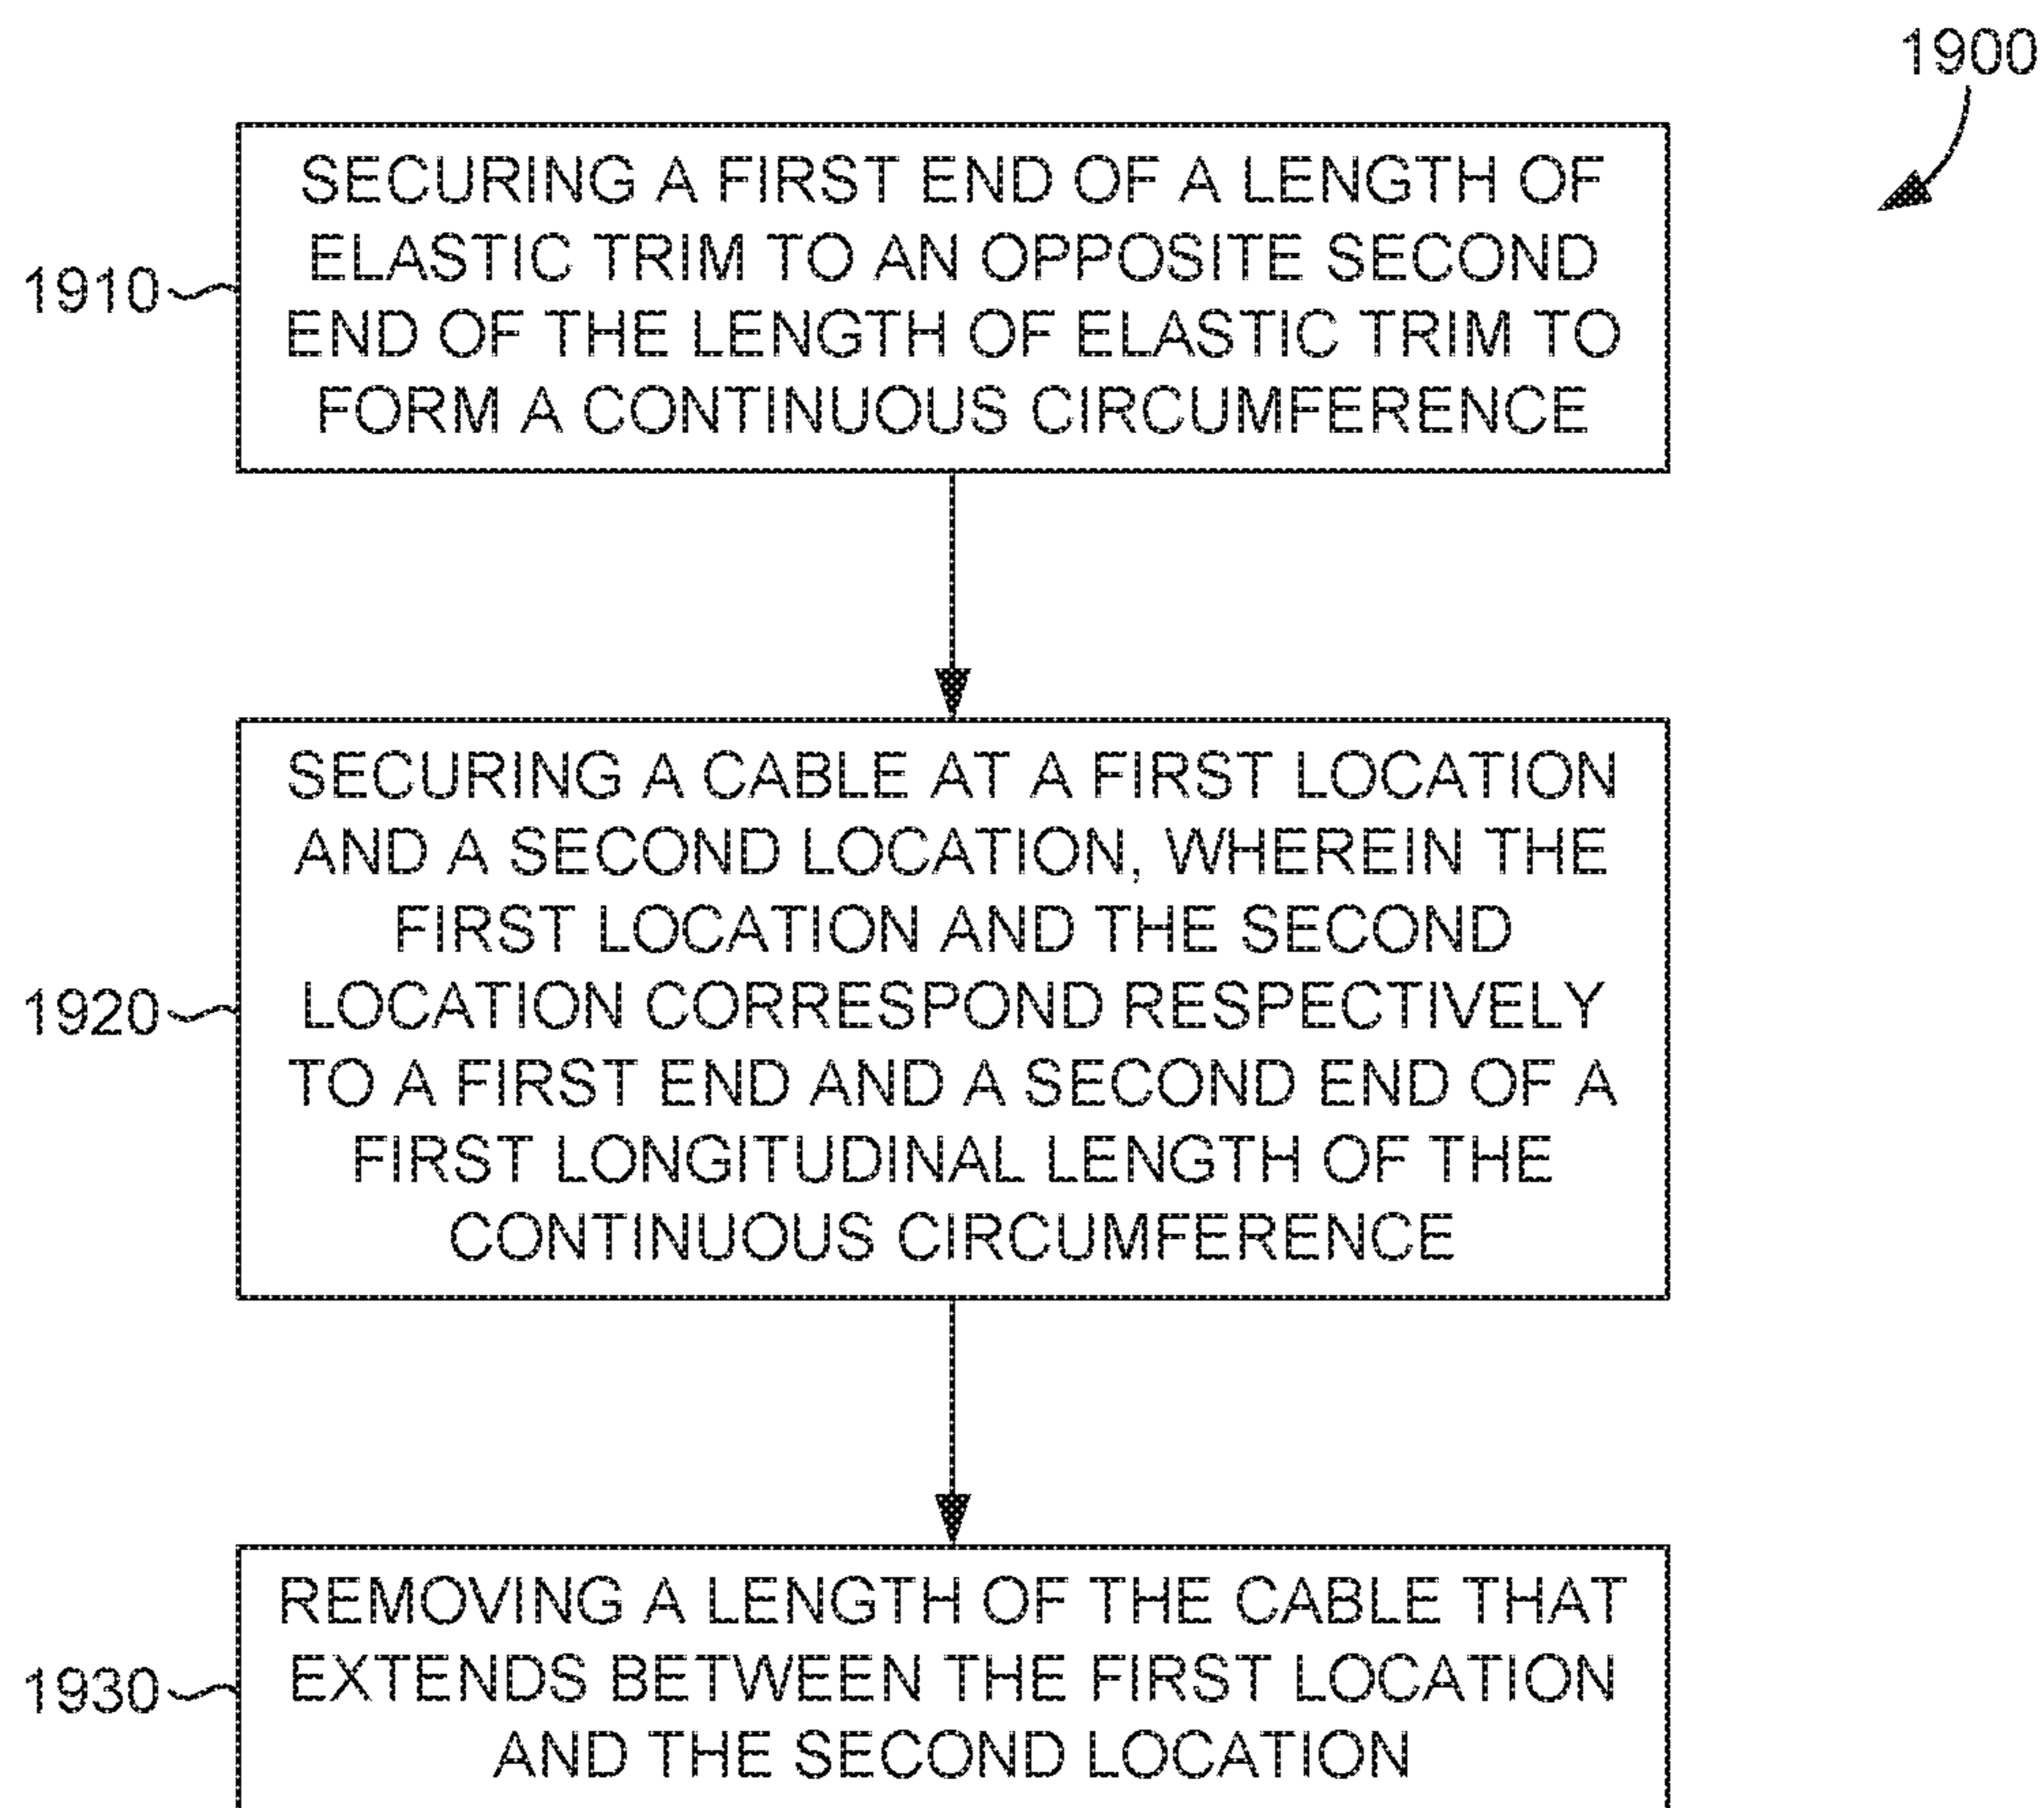 1900
SECURING A FIRST END OF A LENGTH OF
ELASTIC TRIM TO AN OPPOSITE SECOND
END OF THE LENGTH OF ELASTIC TRIM TO
FORM A CONTINUOUS CIRCUMFERENCE
1910
SECURING A CABLE AT A FIRST LOCATION
AND A SECOND LOCATION, WHEREIN THE
FIRST LOCATION AND THE SECOND
LOCATION CORRESPOND RESPECTIVELY
TO A FIRST END AND A SECOND END OF A
FIRST LONGITUDINAL LENGTH OF THE
CONTINUOUS CIRCUMFERENCE
1920
REMOVING A LENGTH OF THE CABLE THAT
EXTENDS BETWEEN THE FIRST LOCATION
AND THE SECOND LOCATION
1930